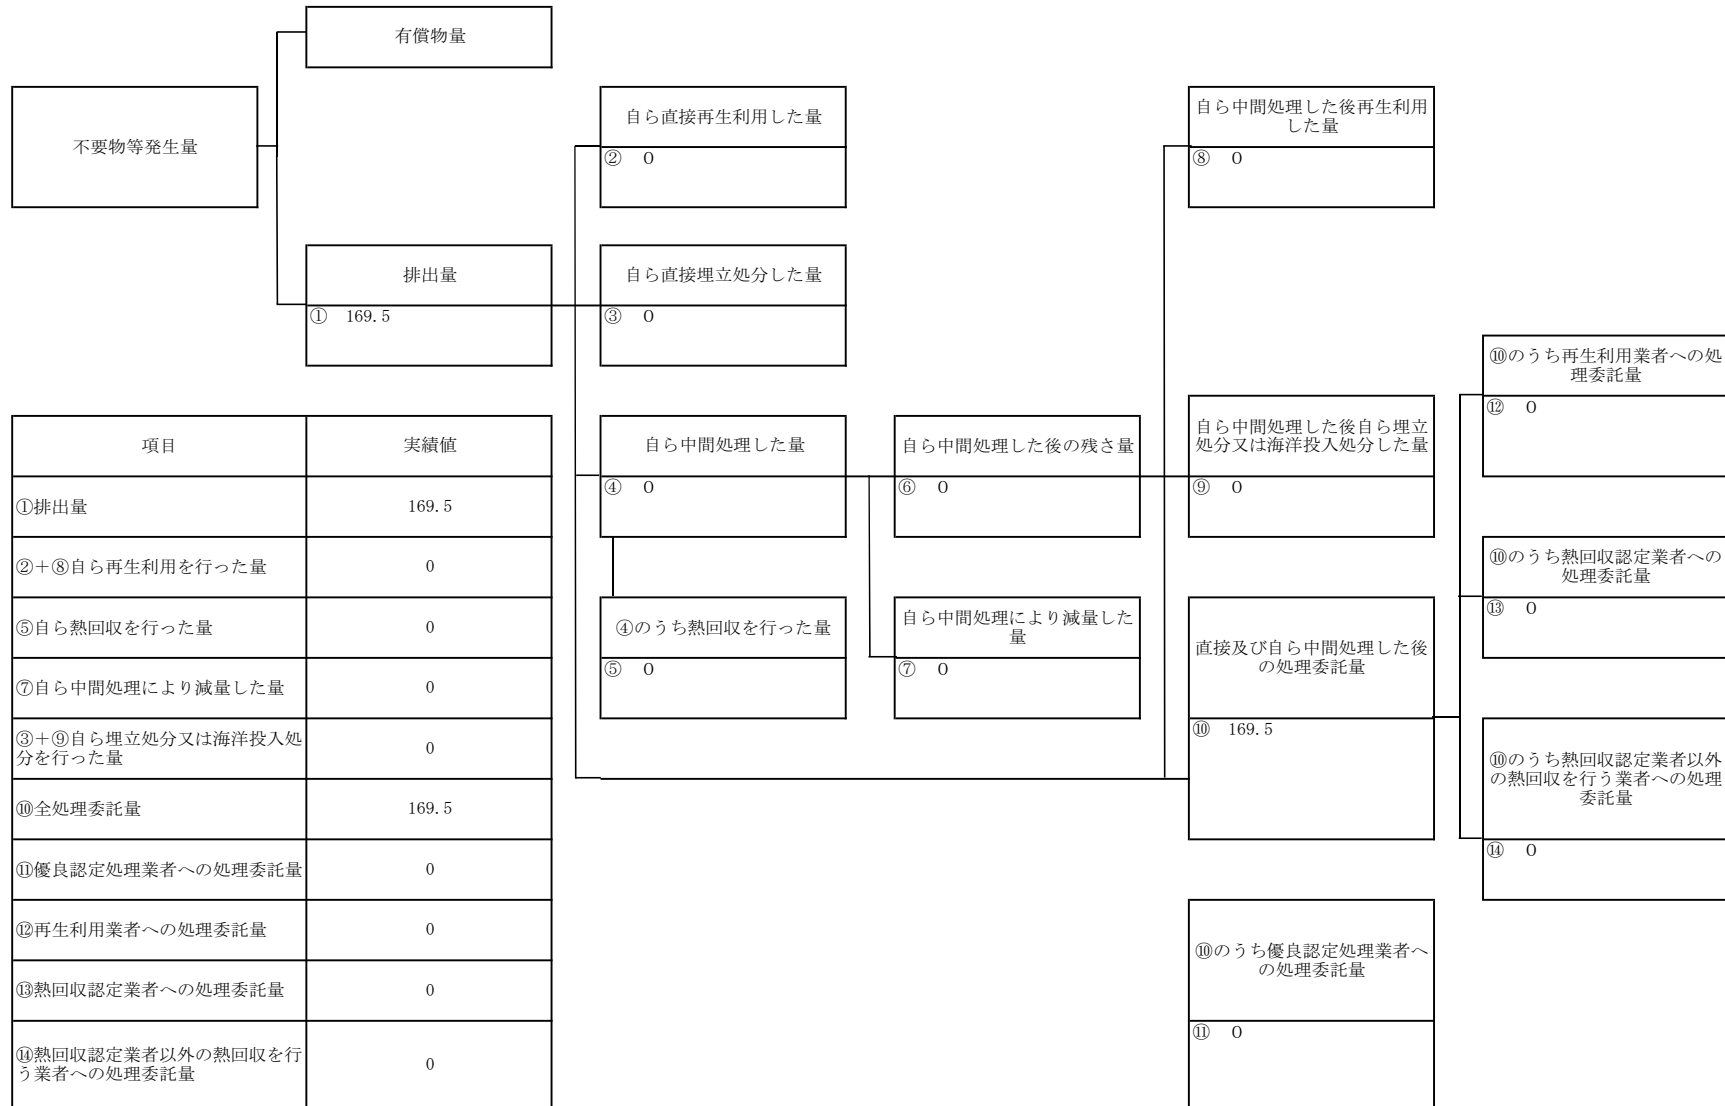 有償物量
不要物等発生量
自ら直接再生利用した量
② 0
自ら中間処理した後再生利用
した量
⑧ 0
排出量
① 169.5
自ら直接埋立処分した量
③ 0
⑩のうち再生利用業者への処
理委託量
⑫ 0
自ら中間処理した量
④ 0
自ら中間処理した後の残さ量
⑥ 0
自ら中間処理した後自ら埋立
処分又は海洋投入処分した量
⑨ 0
⑩のうち熱回収認定業者への
処理委託量
⑬ 0
④のうち熱回収を行った量
⑤ 0
自ら中間処理により減量した
量
⑦ 0
直接及び自ら中間処理した後
の処理委託量
⑩ 169.5
⑩のうち熱回収認定業者以外
の熱回収を行う業者への処理
委託量
⑭ 0
⑩のうち優良認定処理業者へ
の処理委託量
⑪ 0
項目 実績値
①排出量 169.5
②＋⑧自ら再生利用を行った量 0
⑤自ら熱回収を行った量 0
⑦自ら中間処理により減量した量 0
③＋⑨自ら埋立処分又は海洋投入処
分を行った量 0
⑩全処理委託量 169.5
⑪優良認定処理業者への処理委託量 0
⑫再生利用業者への処理委託量 0
⑬熱回収認定業者への処理委託量 0
⑭熱回収認定業者以外の熱回収を行
う業者への処理委託量 0